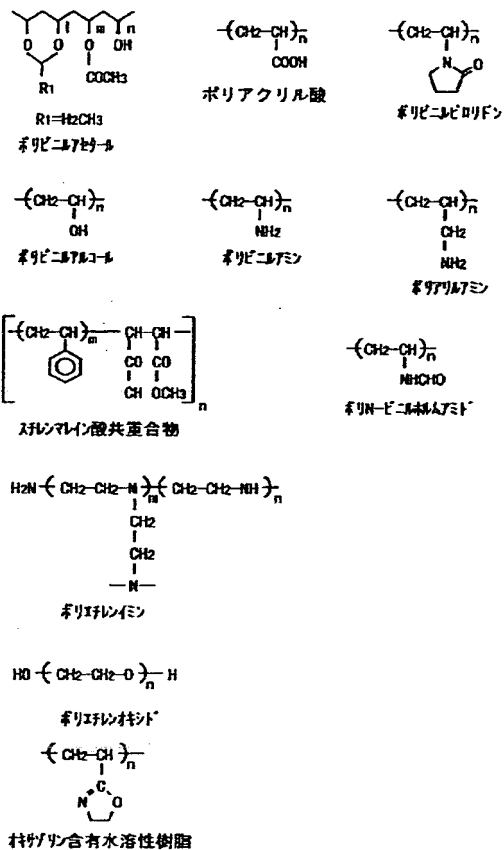 l m n
O O O OH
COCH3
R1
R1=H2CH3
ﾎﾟﾘﾋﾞﾆﾙｱｾﾀｰﾙ
-(CH2-CH)n
COOH
ポリアクリル酸
-(CH2-CH)n
N O
ﾎﾟﾘﾋﾞﾆﾙﾋﾟﾛﾘﾄﾞﾝ
-(CH2-CH)n
OH
ﾎﾟﾘﾋﾞﾆﾙｱﾙｺｰﾙ
-(CH2-CH)n
NH2
ﾎﾟﾘﾋﾞﾆﾙｱﾐﾝ
-(CH2-CH)n
CH2
NH2
ﾎﾟﾘｱﾘﾙｱﾐﾝ
[-(CH2-CH)m-CH-CH-]n
CO CO
CH OCH3
ｽﾁﾚﾝﾏﾚｲﾝ酸共重合物
-(CH2-CH)n
NHCHO
ﾎﾟﾘN-ﾋﾞﾆﾙﾎﾙﾑｱﾐﾄﾞ
H2N-(CH2-CH2-N)m(CH2-CH2-NH)n
CH2
CH2
-N-
ﾎﾟﾘｴﾁﾚﾝｲﾐﾝ
HO-(CH2-CH2-O)n-H
ﾎﾟﾘｴﾁﾚﾝｵｷｼﾄﾞ
-(CH2-CH)n
C
N O
ｵｷｻﾞｿﾘﾝ含有水溶性樹脂